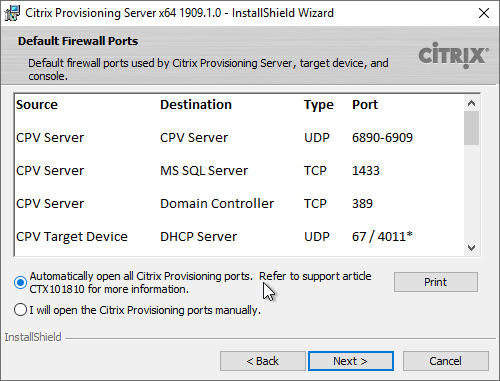 Citrix Provisioning Server x64 1909.1.0 - InstallShield Wizard
Default Firewall Ports
Default firewall ports used by Citrix Provisioning Server, target device, and
console.
CITRIX
Source Destination Type Port
CPV Server CPV Server UDP 6890-6909
CPV Server MS SQL Server TCP 1433
CPV Server Domain Controller TCP 389
CPV Target Device DHCP Server UDP 67 / 4011*
Automatically open all Citrix Provisioning ports. Refer to support article
CTX101810 for more information.
Print
I will open the Citrix Provisioning ports manually.
InstallShield
< Back Next > Cancel